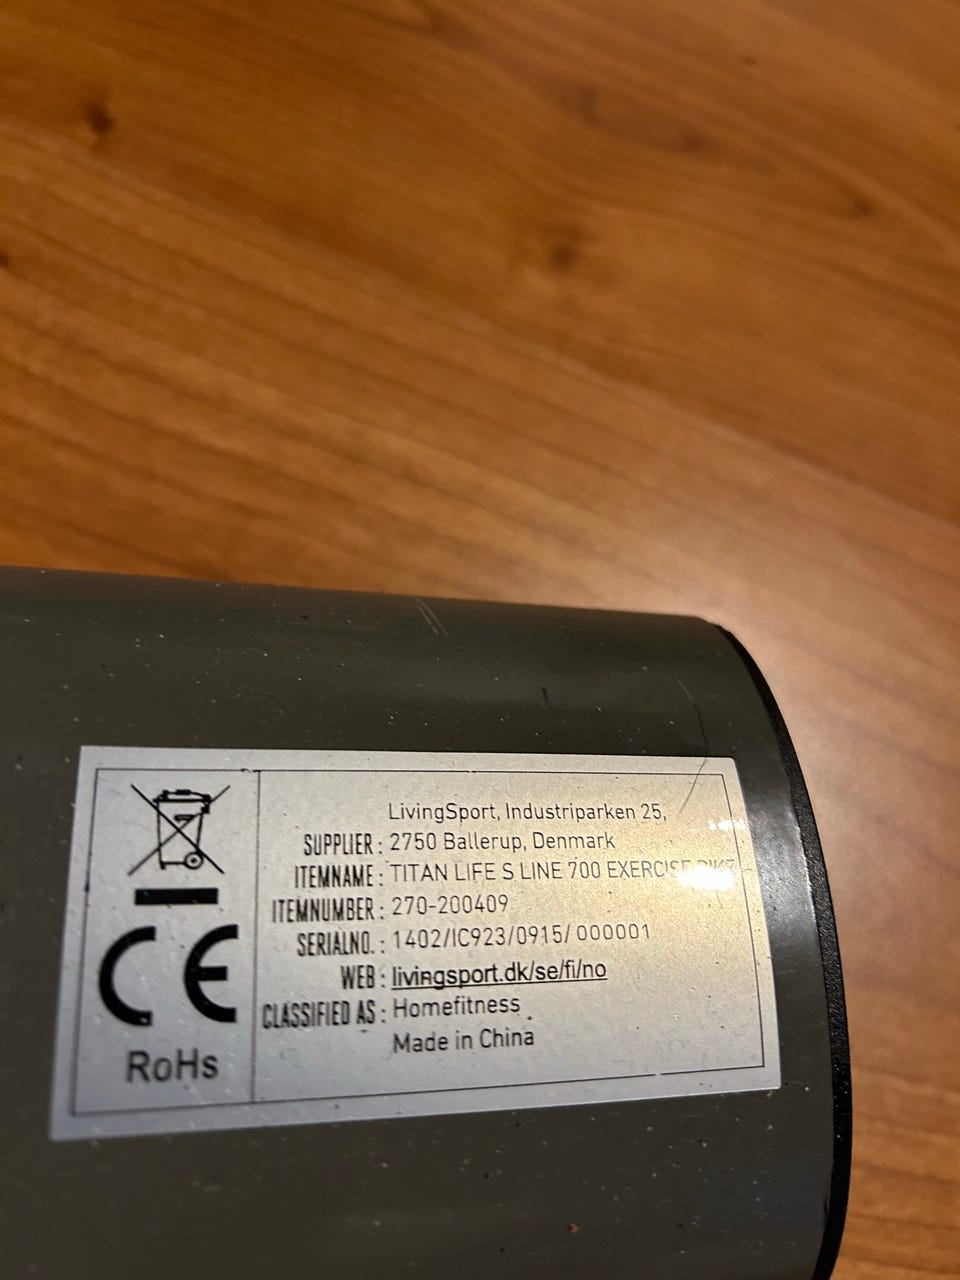 LivingSport, Industriparken 25,
SUPPLIER : 2750 Ballerup, Denmark
ITEMNAME : TITAN LIFE S LINE 700 EXERCISE BIKE
ITEMNUMBER : 270-200409
SERIALNO. : 1402/IC923/0915/ 000001
WEB : livingsport.dk/se/fi/no
CLASSIFIED AS : Homefitness
Made in China
CE
RoHs